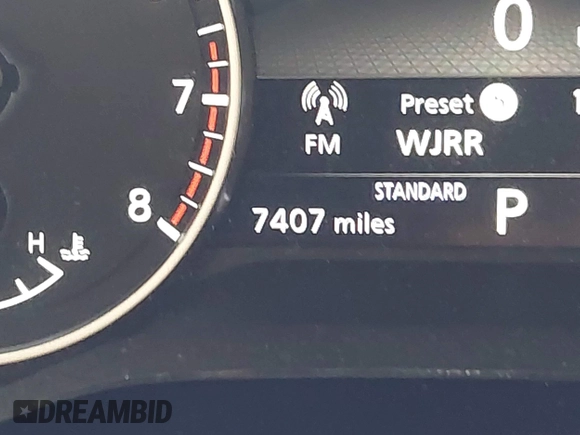 0
7
Preset
FM WJRR
STANDARD P
8 7407 miles
H
DREAMBID